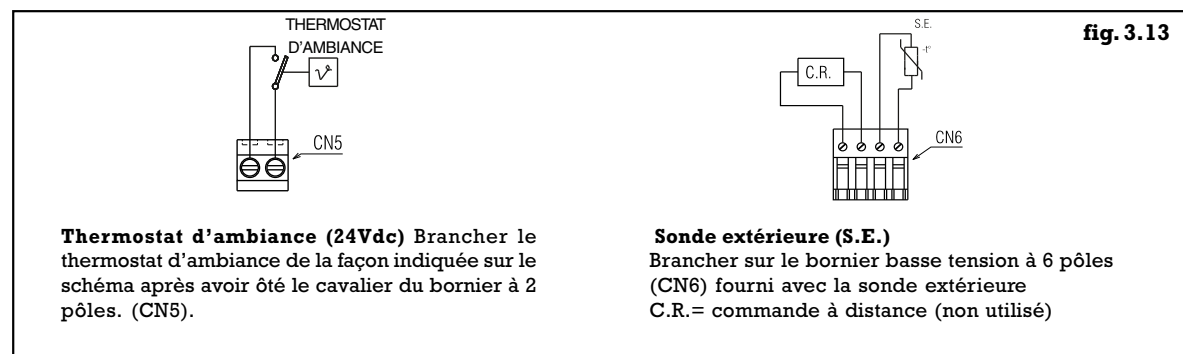 THERMOSTAT
D'AMBIANCE
CN5
S.E.
fig. 3.13
-t°
C.R.
CN6
Thermostat d'ambiance (24Vdc) Brancher le
thermostat d'ambiance de la façon indiquée sur le
schéma après avoir ôté le cavalier du bornier à 2
pôles. (CN5).
Sonde extérieure (S.E.)
Brancher sur le bornier basse tension à 6 pôles
(CN6) fourni avec la sonde extérieure
C.R.= commande à distance (non utilisé)